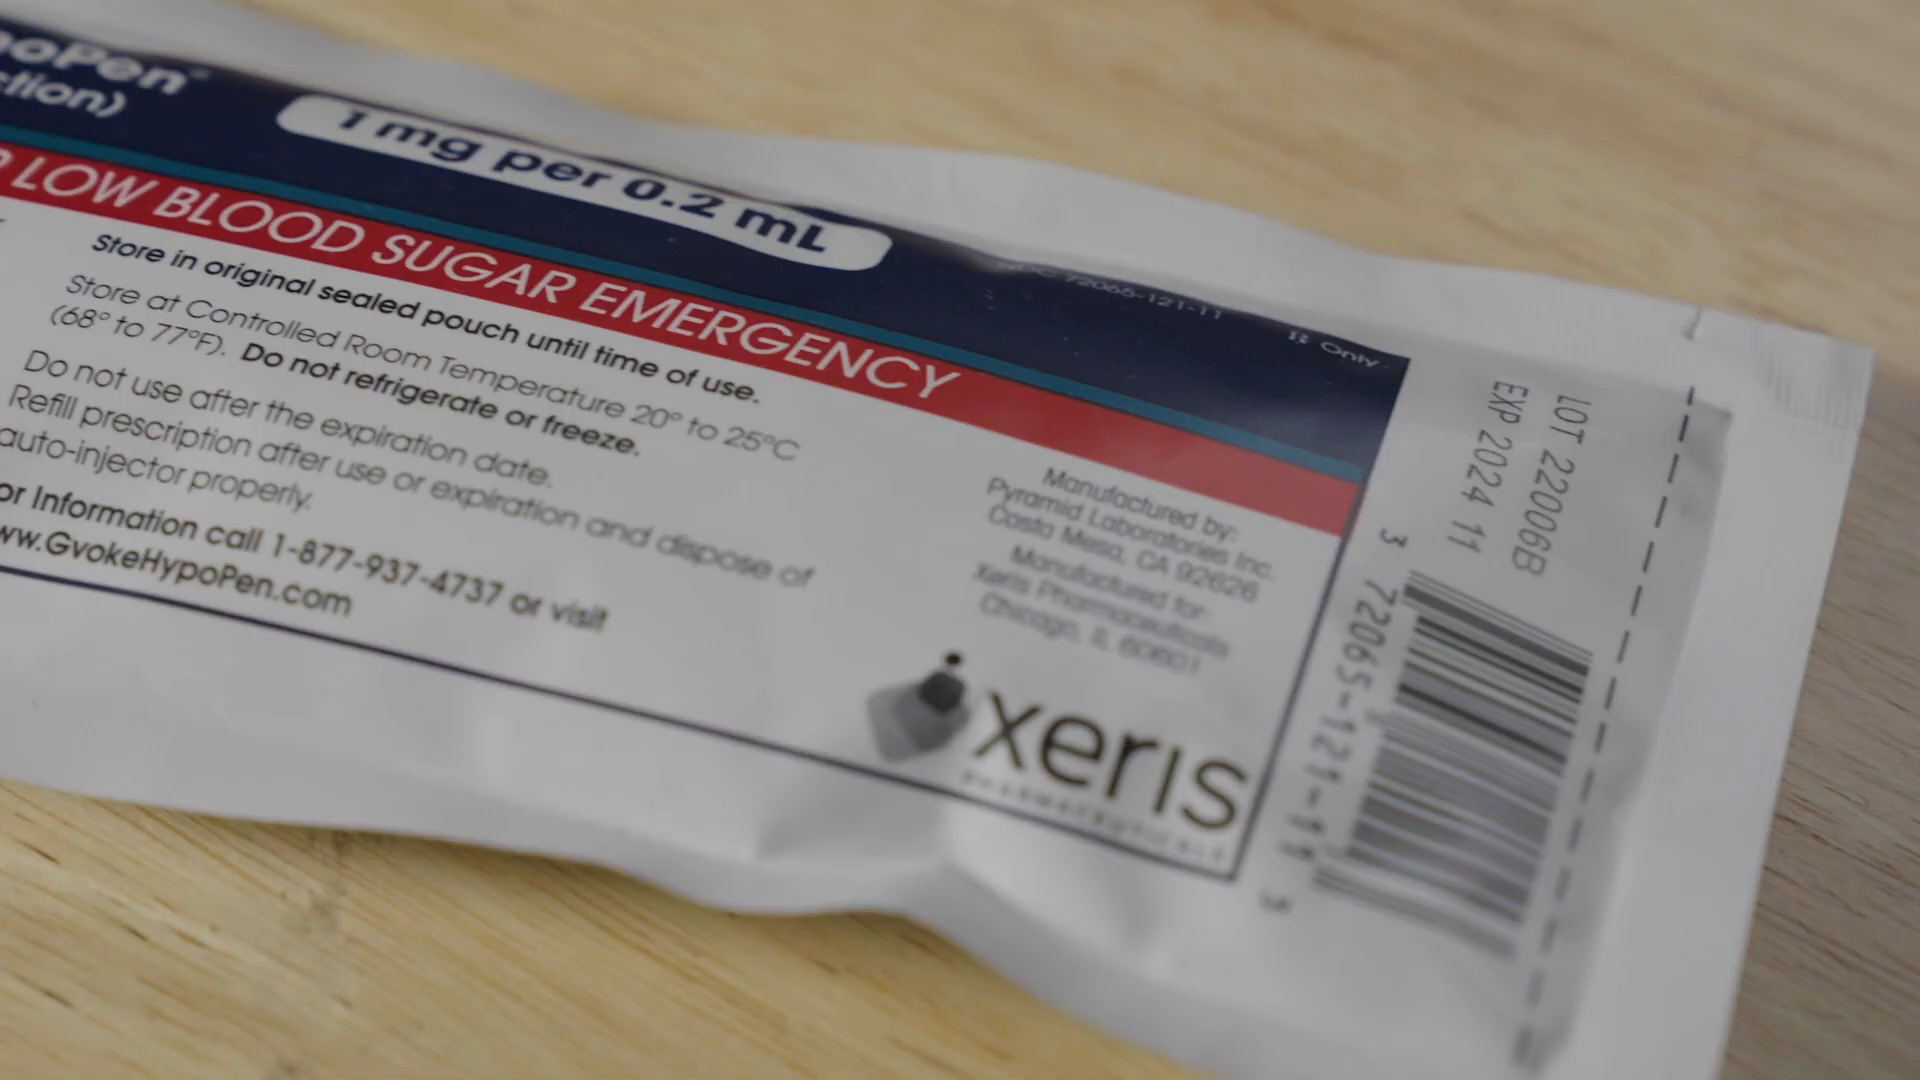 oPen®
ction)
1 mg per 0.2 mL
72065-121-11
Only
LOW BLOOD SUGAR EMERGENCY
Store in original sealed pouch until time of use.
Store at Controlled Room Temperature 20° to 25°C
(68° to 77°F). Do not refrigerate or freeze.
Do not use after the expiration date.
Refill prescription after use or expiration and dispose of
auto-injector properly.
or Information call 1-877-937-4737 or visit
ww.GvokeHypoPen.com
Manufactured by:
Pyramid Laboratories Inc.
Costa Mesa, CA 92626
Manufactured for:
Xeris Pharmaceuticals
Chicago, IL 60601
xeris
PHARMACEUTICALS
LOT 22006B
EXP 2024 11
3 72065-121-11 3